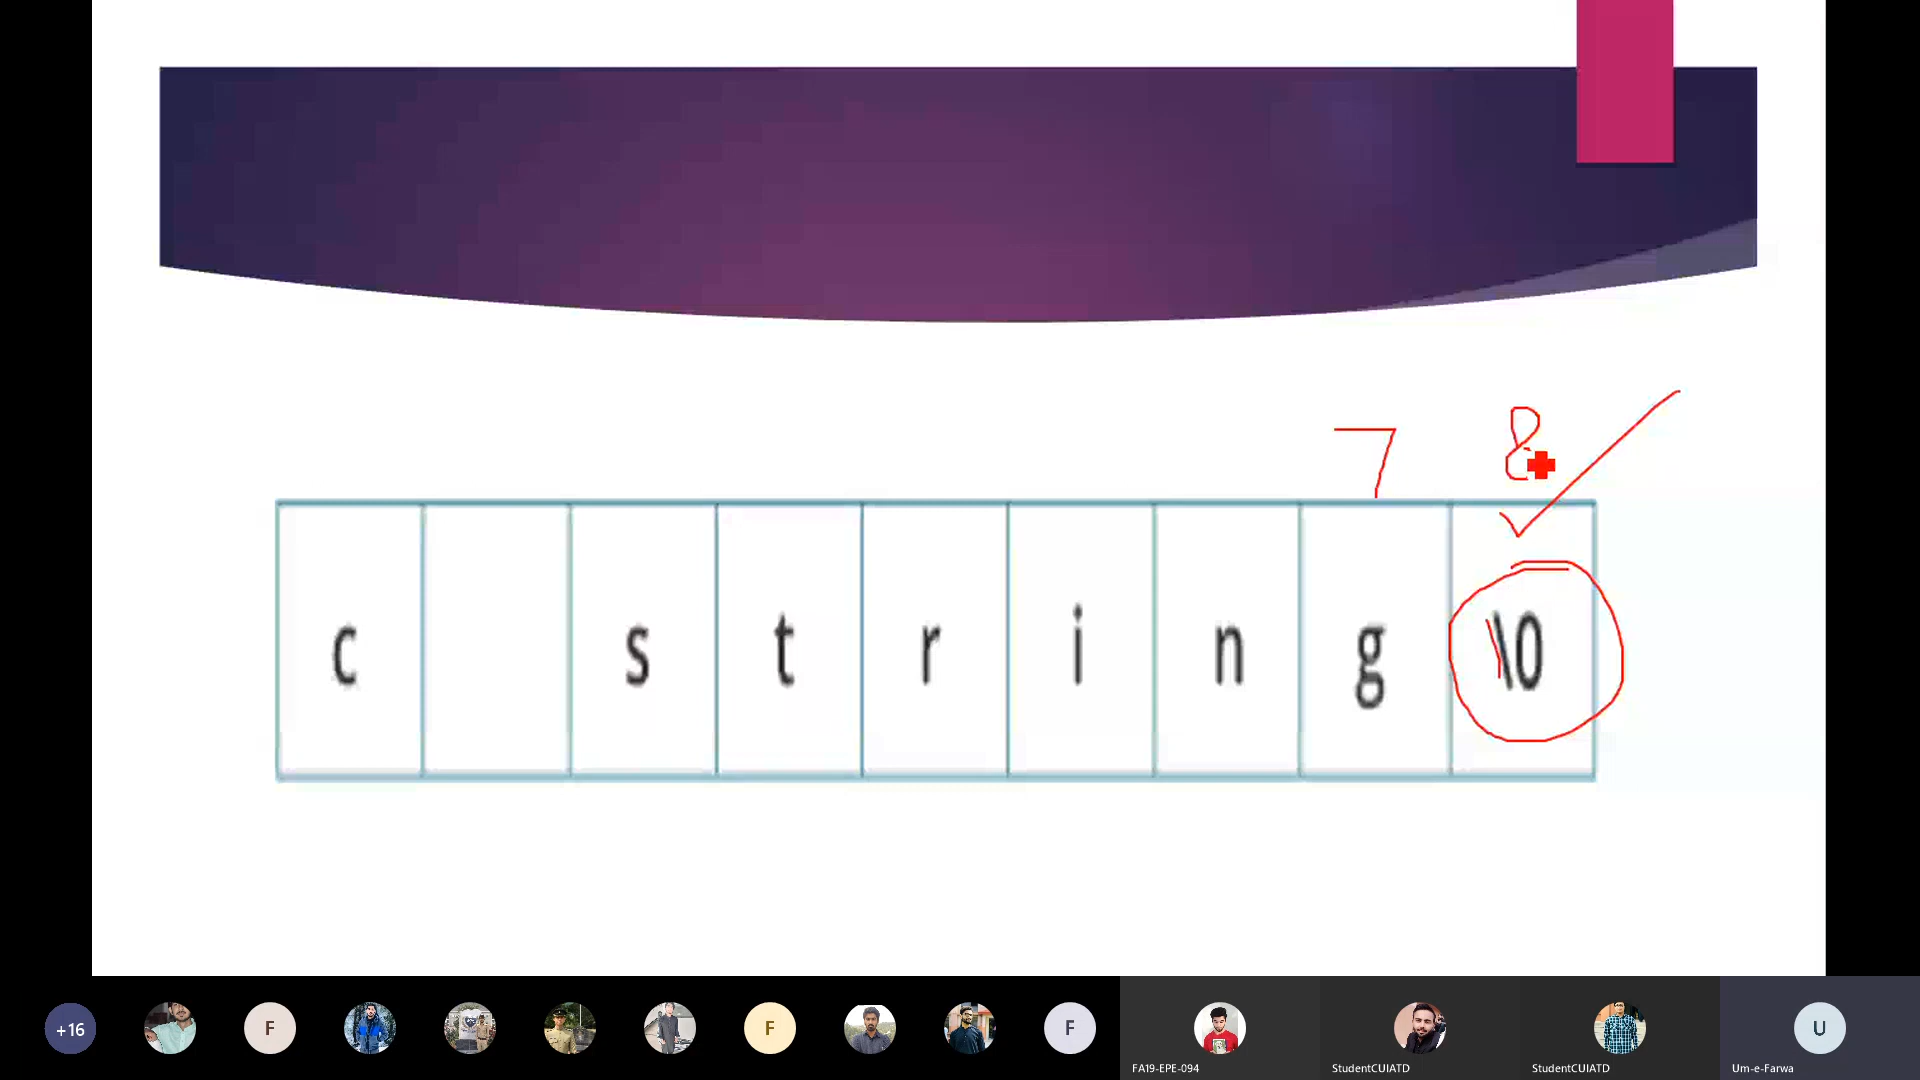 7 8
c s t r i n g \0
+16 F F F U
FA19-EPE-094 StudentCUIATD StudentCUIATD Um-e-Farwa